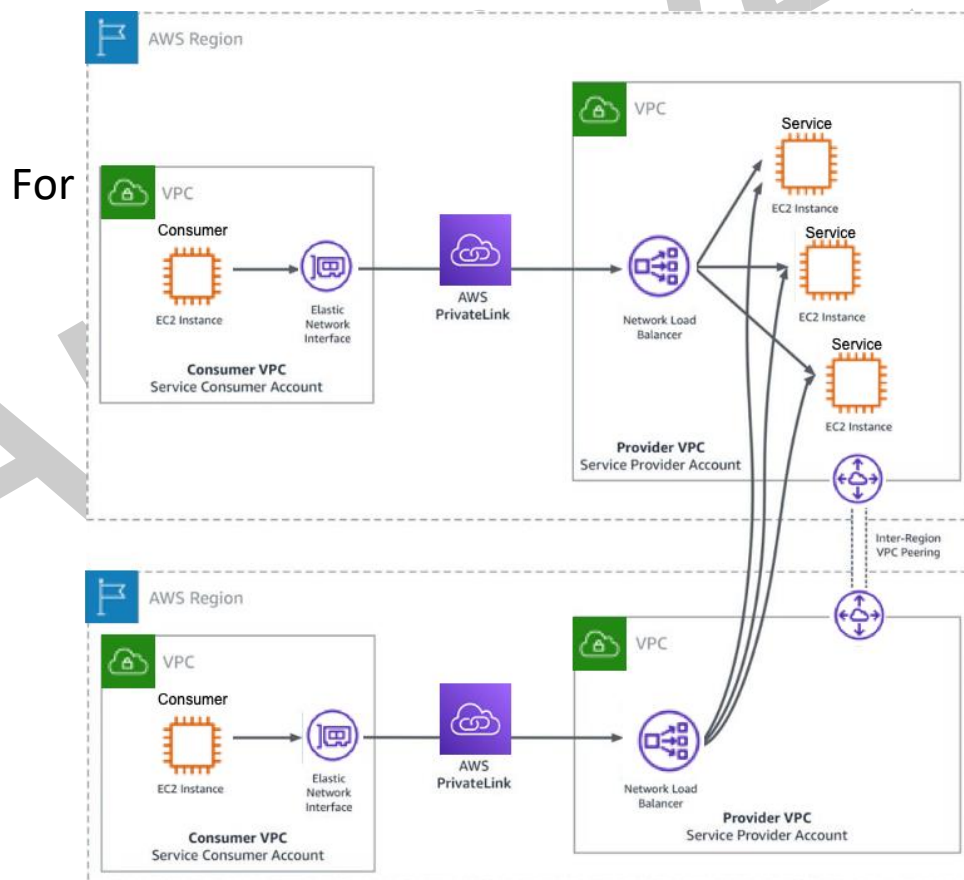 AWS Region
VPC
Service
EC2 Instance
For
VPC
Consumer
EC2 Instance
Elastic
Network
Interface
AWS
PrivateLink
Network Load
Balancer
Service
EC2 Instance
Service
EC2 Instance
Consumer VPC
Service Consumer Account
Provider VPC
Service Provider Account
Inter-Region
VPC Peering
AWS Region
VPC
Consumer
EC2 Instance
Elastic
Network
Interface
AWS
PrivateLink
VPC
Network Load
Balancer
Consumer VPC
Service Consumer Account
Provider VPC
Service Provider Account